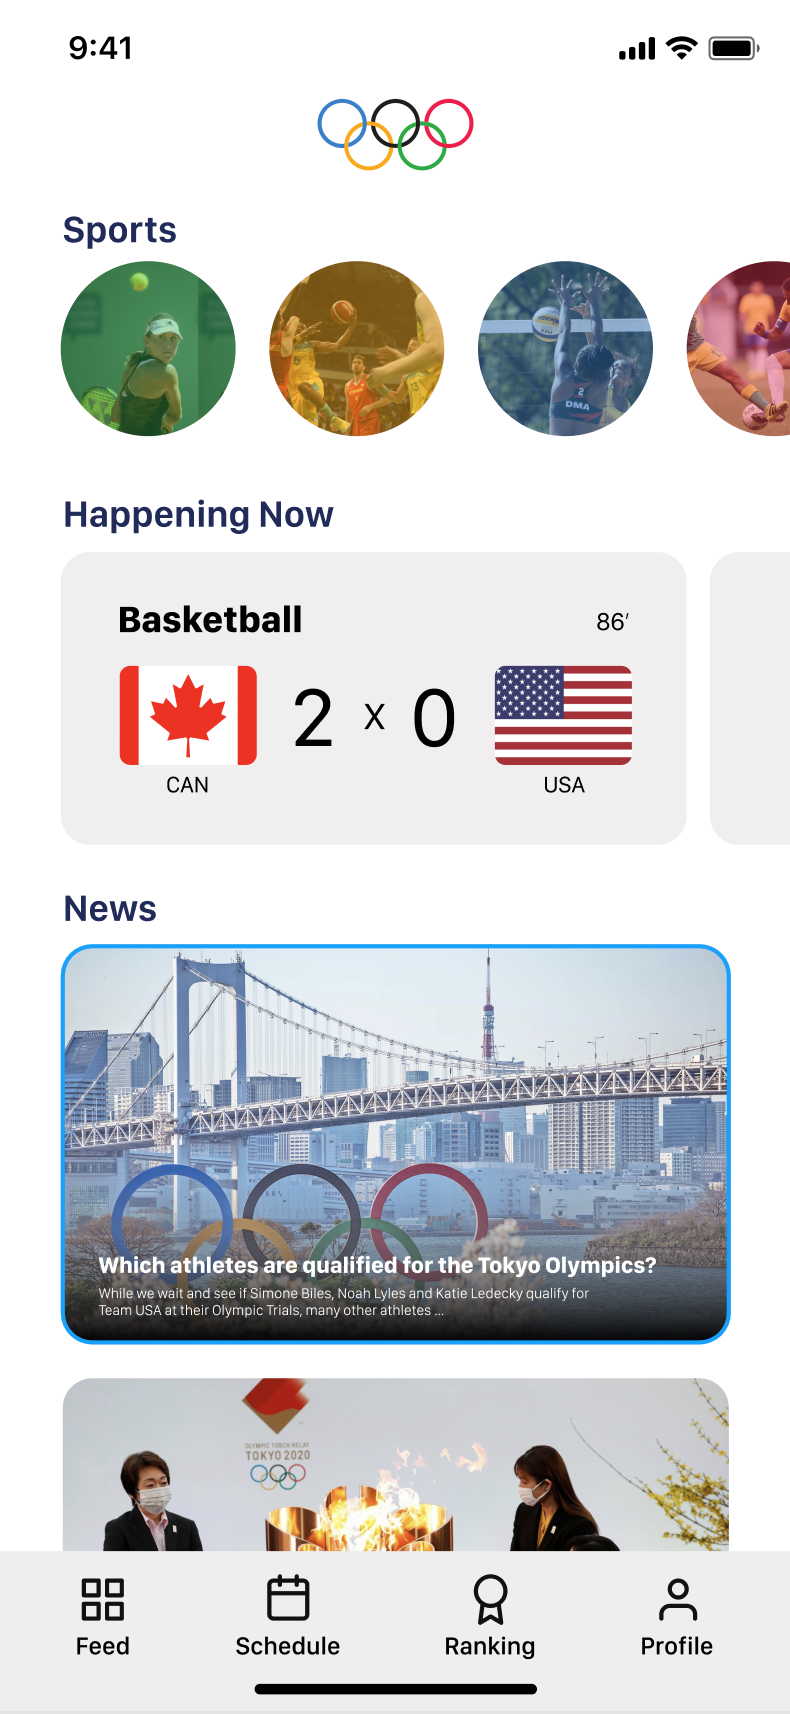 9:41
Sports
2
DMA
Happening Now
Basketball
86′
2 x 0
CAN
USA
News
Which athletes are qualified for the Tokyo Olympics?
While we wait and see if Simone Biles, Noah Lyles and Katie Ledecky qualify for
Team USA at their Olympic Trials, many other athletes ...
OLYMPIC TORCH RELAY
TOKYO 2020
Feed
Schedule
Ranking
Profile